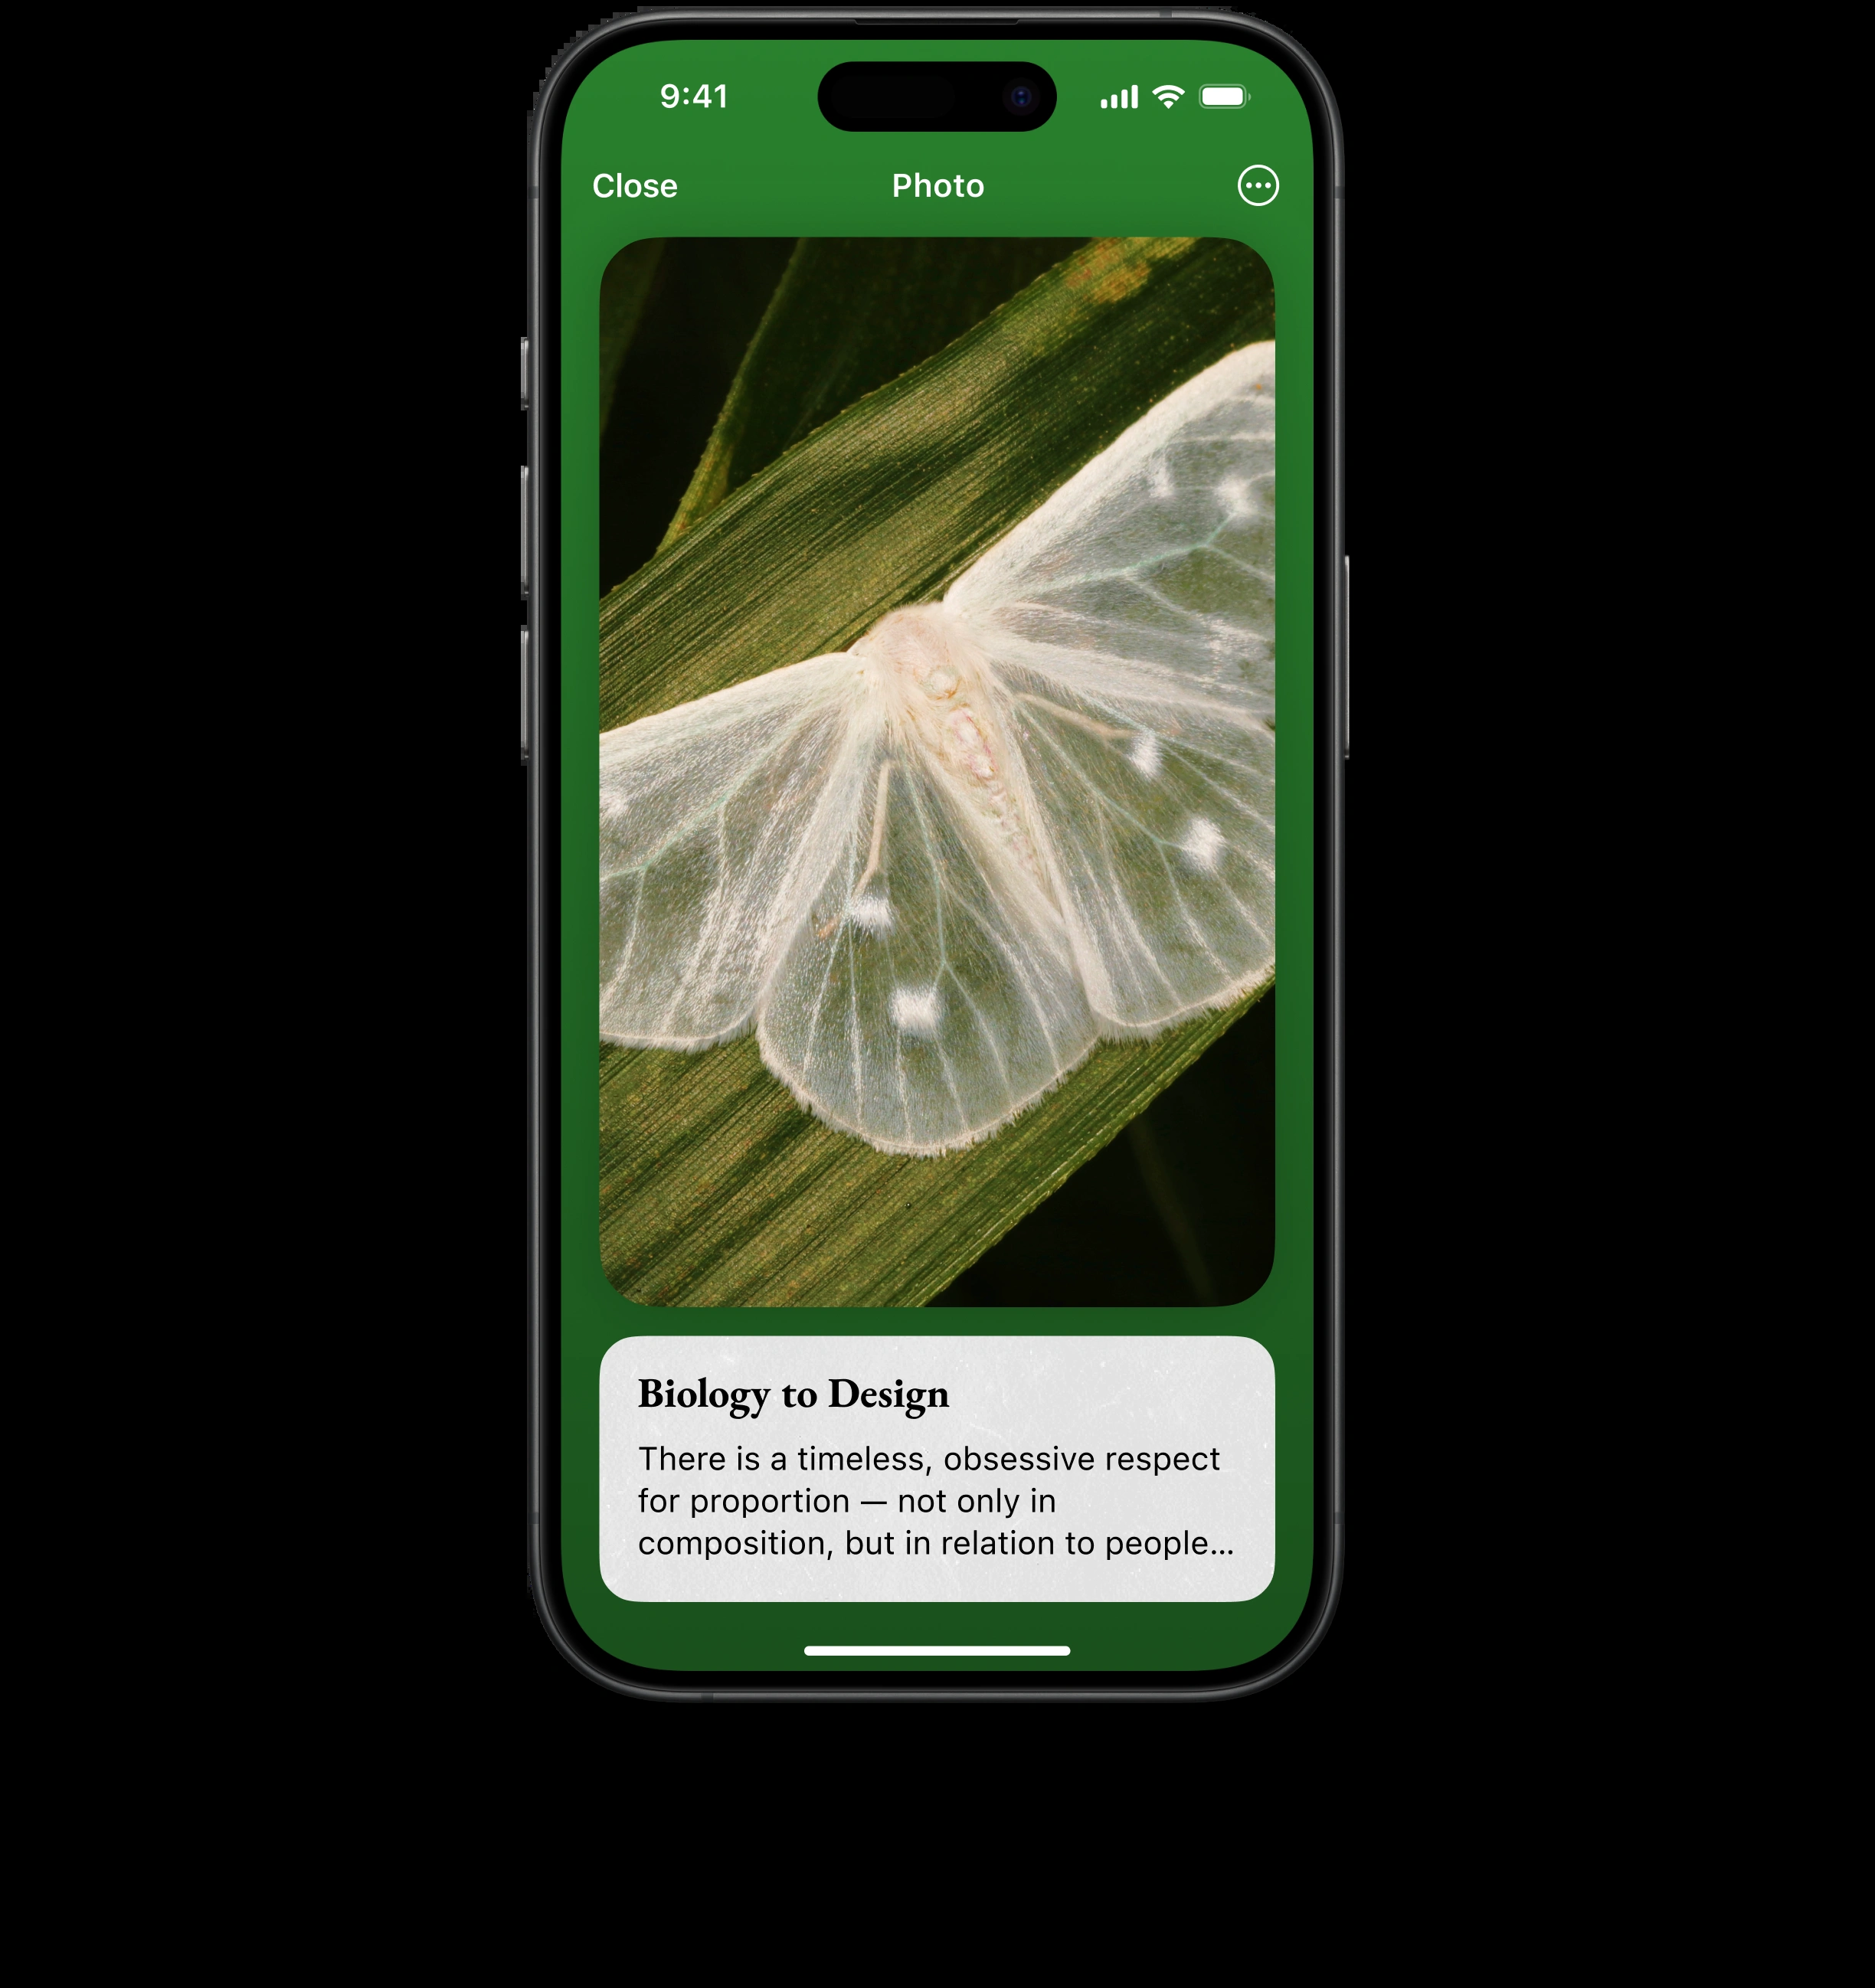 9:41
Close
Photo
Biology to Design
There is a timeless, obsessive respect
for proportion — not only in
composition, but in relation to people...